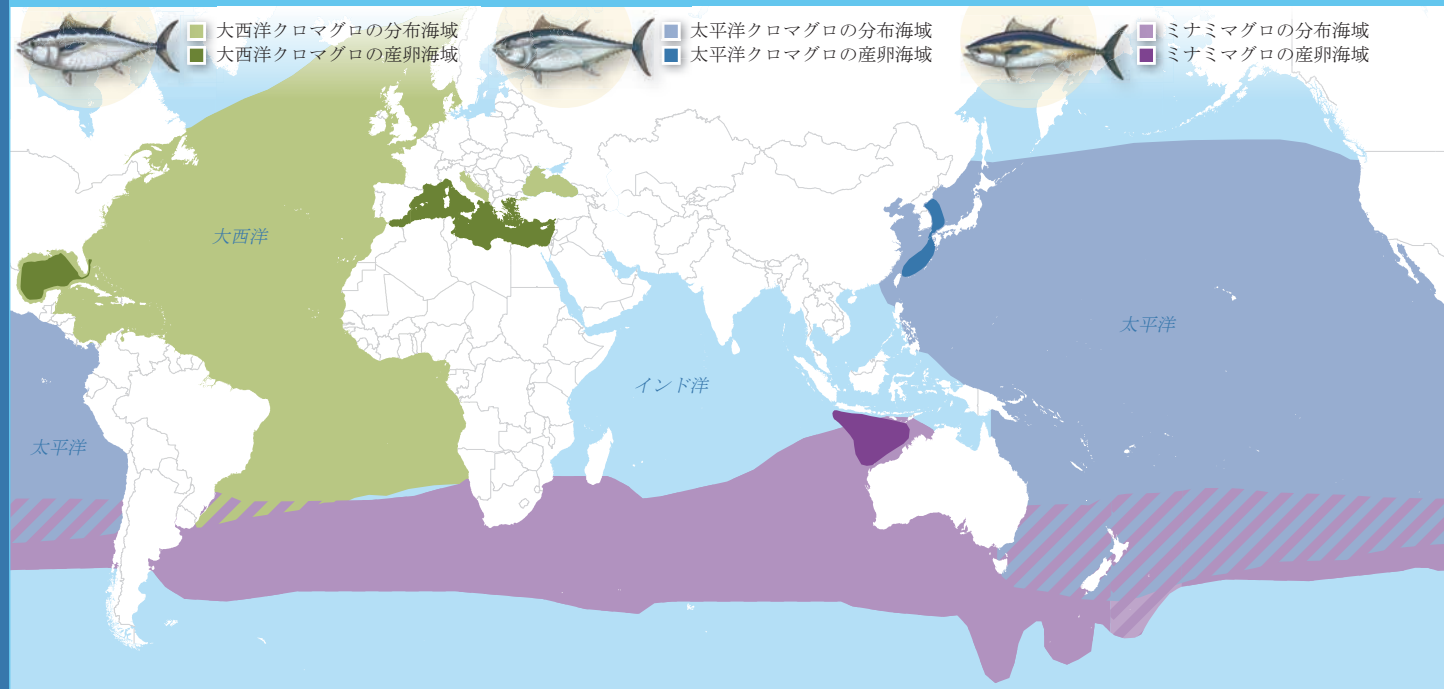 大西洋クロマグロの分布海域
大西洋クロマグロの産卵海域
太平洋クロマグロの分布海域
太平洋クロマグロの産卵海域
ミナミマグロの分布海域
ミナミマグロの産卵海域
大西洋
太平洋
インド洋
太平洋